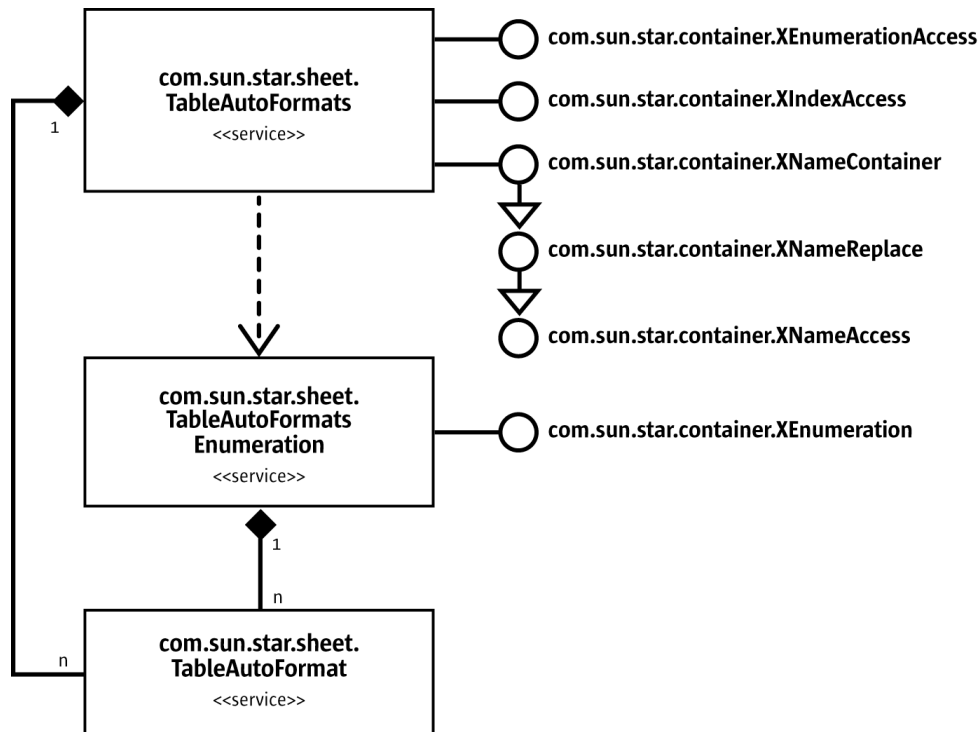 com.sun.star.container.XEnumerationAccess
com.sun.star.sheet.
TableAutoFormats
<<service>>
com.sun.star.container.XIndexAccess
1
com.sun.star.container.XNameContainer
com.sun.star.container.XNameReplace
com.sun.star.container.XNameAccess
com.sun.star.sheet.
TableAutoFormats
Enumeration
<<service>>
com.sun.star.container.XEnumeration
1
n
com.sun.star.sheet.
TableAutoFormat
<<service>>
n